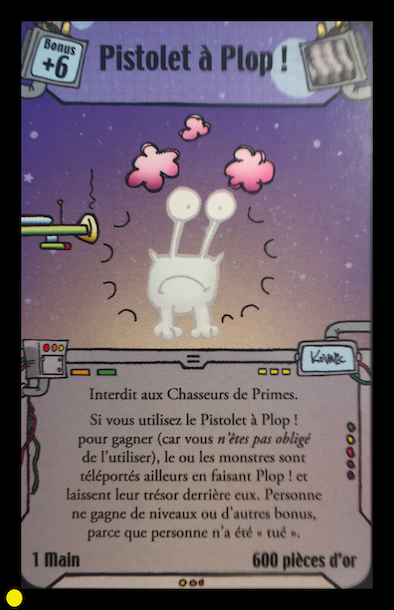 Bonus
+6
Pistolet à Plop !
Kovalic
Interdit aux Chasseurs de Primes.
Si vous utilisez le Pistolet à Plop !
pour gagner (car vous n'êtes pas obligé
de l'utiliser), le ou les monstres sont
téléportés ailleurs en faisant Plop ! et
laissent leur trésor derrière eux. Personne
ne gagne de niveaux ou d'autres bonus,
parce que personne n'a été « tué ».
1 Main
600 pièces d'or